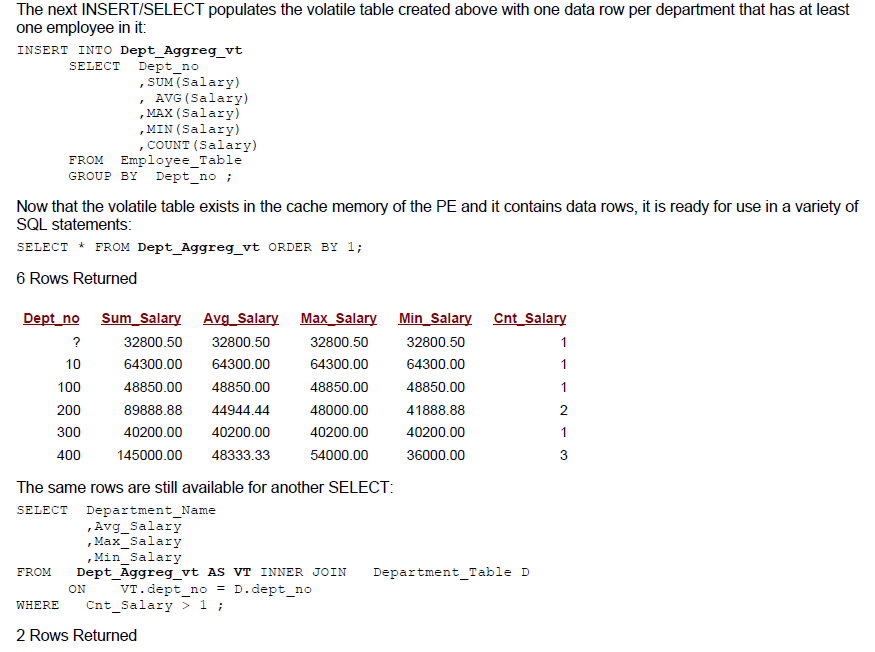 The next INSERT/SELECT populates the volatile table created above with one data row per department that has at least
one employee in it:
INSERT INTO Dept_Aggreg_vt
SELECT Dept_no
,SUM(Salary)
, AVG(Salary)
,MAX(Salary)
,MIN(Salary)
,COUNT(Salary)
FROM Employee_Table
GROUP BY Dept_no ;
Now that the volatile table exists in the cache memory of the PE and it contains data rows, it is ready for use in a variety of
SQL statements:
SELECT * FROM Dept_Aggreg_vt ORDER BY 1;
6 Rows Returned
Dept_no Sum_Salary Avg_Salary Max_Salary Min_Salary Cnt_Salary
? 32800.50 32800.50 32800.50 32800.50 1
10 64300.00 64300.00 64300.00 64300.00 1
100 48850.00 48850.00 48850.00 48850.00 1
200 89888.88 44944.44 48000.00 41888.88 2
300 40200.00 40200.00 40200.00 40200.00 1
400 145000.00 48333.33 54000.00 36000.00 3
The same rows are still available for another SELECT:
SELECT Department_Name
,Avg_Salary
,Max_Salary
,Min_Salary
FROM Dept_Aggreg_vt AS VT INNER JOIN Department_Table D
ON VT.dept_no = D.dept_no
WHERE Cnt_Salary > 1 ;
2 Rows Returned